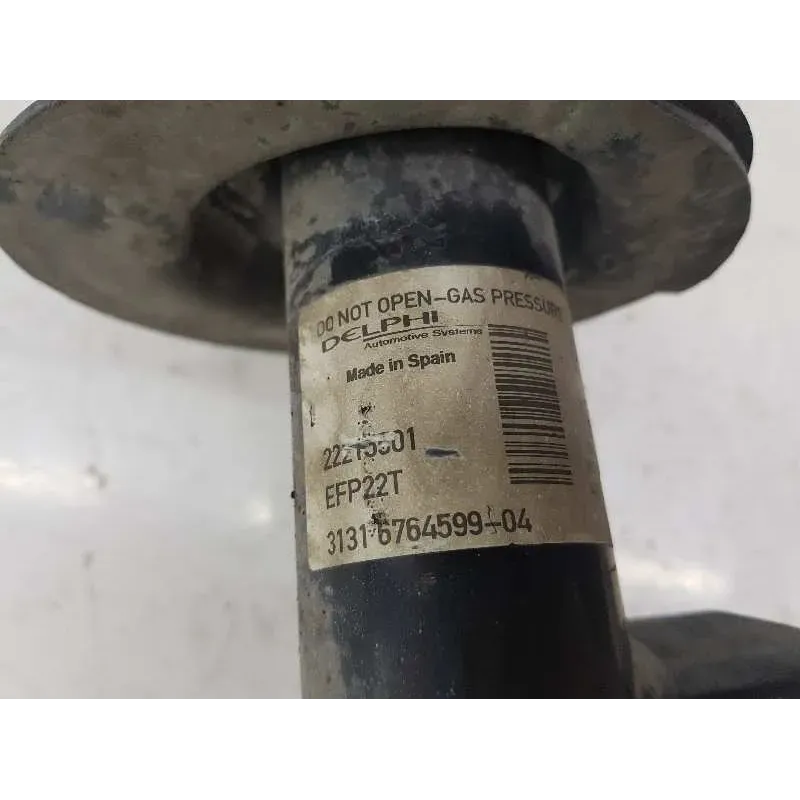 DO NOT OPEN-GAS PRESSURE
DELPHI
Automotive Systems
Made in Spain
EFP22T
3131 6764599-04